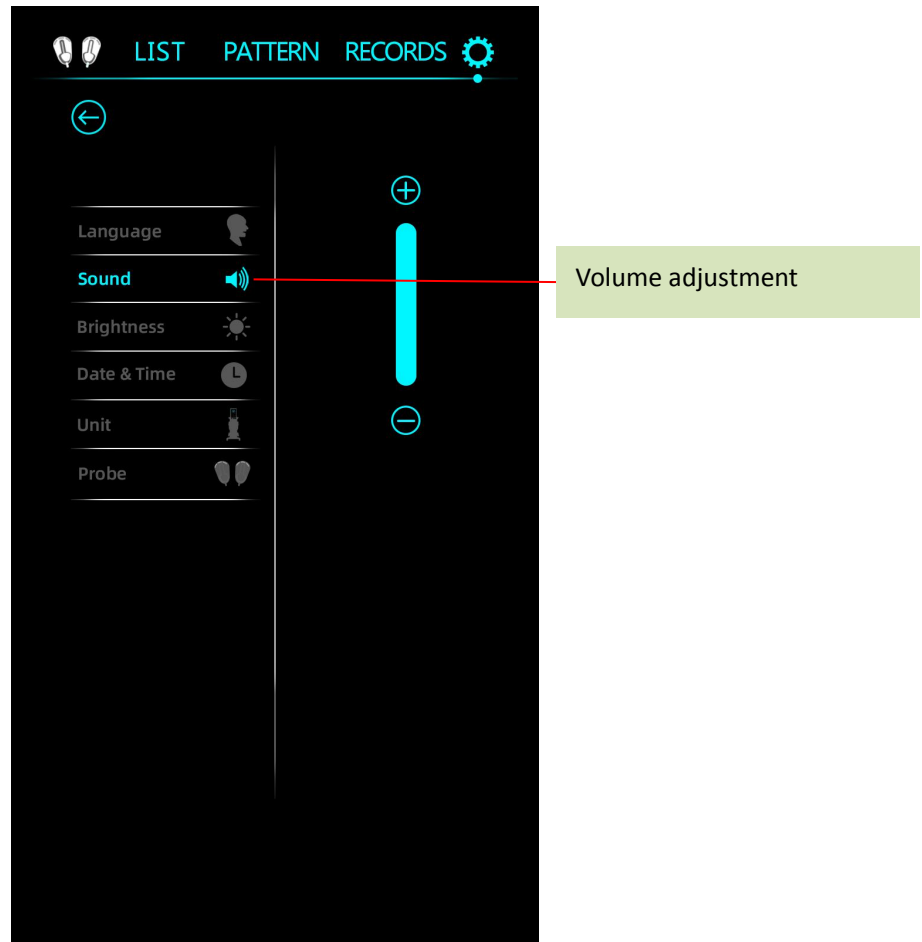 LIST PATTERN RECORDS
Language
Sound
Volume adjustment
Brightness
Date & Time
Unit
Probe